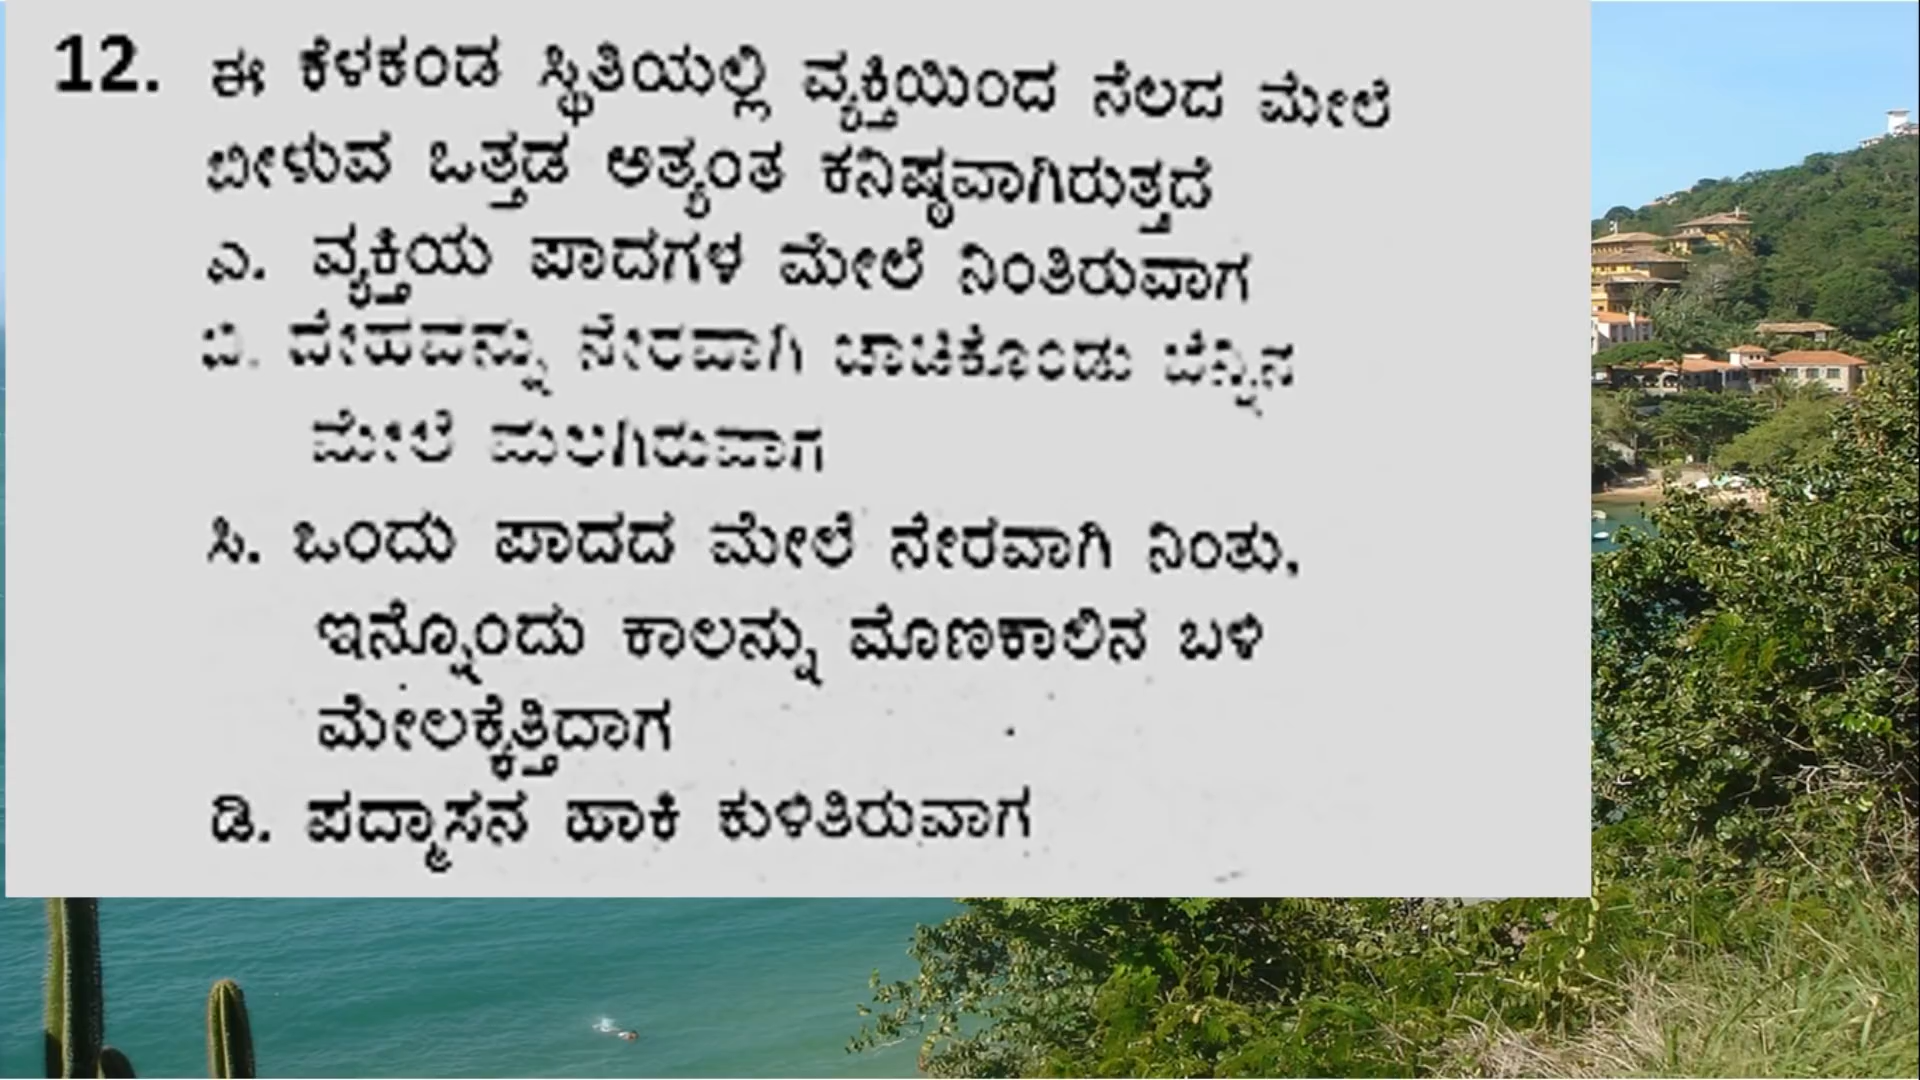 12. ಈ ಕೆಳಕಂಡ ಸ್ಥಿತಿಯಲ್ಲಿ ವ್ಯಕ್ತಿಯಿಂದ ನೆಲದ ಮೇಲೆ
ಬೀಳುವ ಒತ್ತಡ ಅತ್ಯಂತ ಕನಿಷ್ಠವಾಗಿರುತ್ತದೆ
ಎ. ವ್ಯಕ್ತಿಯ ಪಾದಗಳ ಮೇಲೆ ನಿಂತಿರುವಾಗ
ಬಿ. ದೇಹವನ್ನು ನೇರವಾಗಿ ಚಾಚಿಕೊಂಡು ಬೆನ್ನಿನ
ಮೇಲೆ ಮಲಗಿರುವಾಗ
ಸಿ. ಒಂದು ಪಾದದ ಮೇಲೆ ನೇರವಾಗಿ ನಿಂತು,
ಇನ್ನೊಂದು ಕಾಲನ್ನು ಮೊಣಕಾಲಿನ ಬಳಿ
ಮೇಲಕ್ಕೆತ್ತಿದಾಗ
ಡಿ. ಪದ್ಮಾಸನ ಹಾಕಿ ಕುಳಿತಿರುವಾಗ